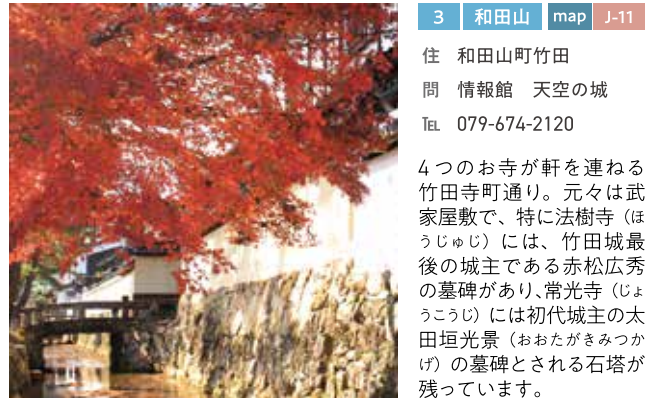 3 和田山 map J-11
住 和田山町竹田
問 情報館 天空の城
℡ 079-674-2120
4つのお寺が軒を連ねる
竹田寺町通り。元々は武
家屋敷で、特に法樹寺（ほ
うじゅじ）には、竹田城最
後の城主である赤松広秀
の墓碑があり、常光寺（じょ
うこうじ）には初代城主の太
田垣光景（おおたがきみつか
げ）の墓碑とされる石塔が
残っています。